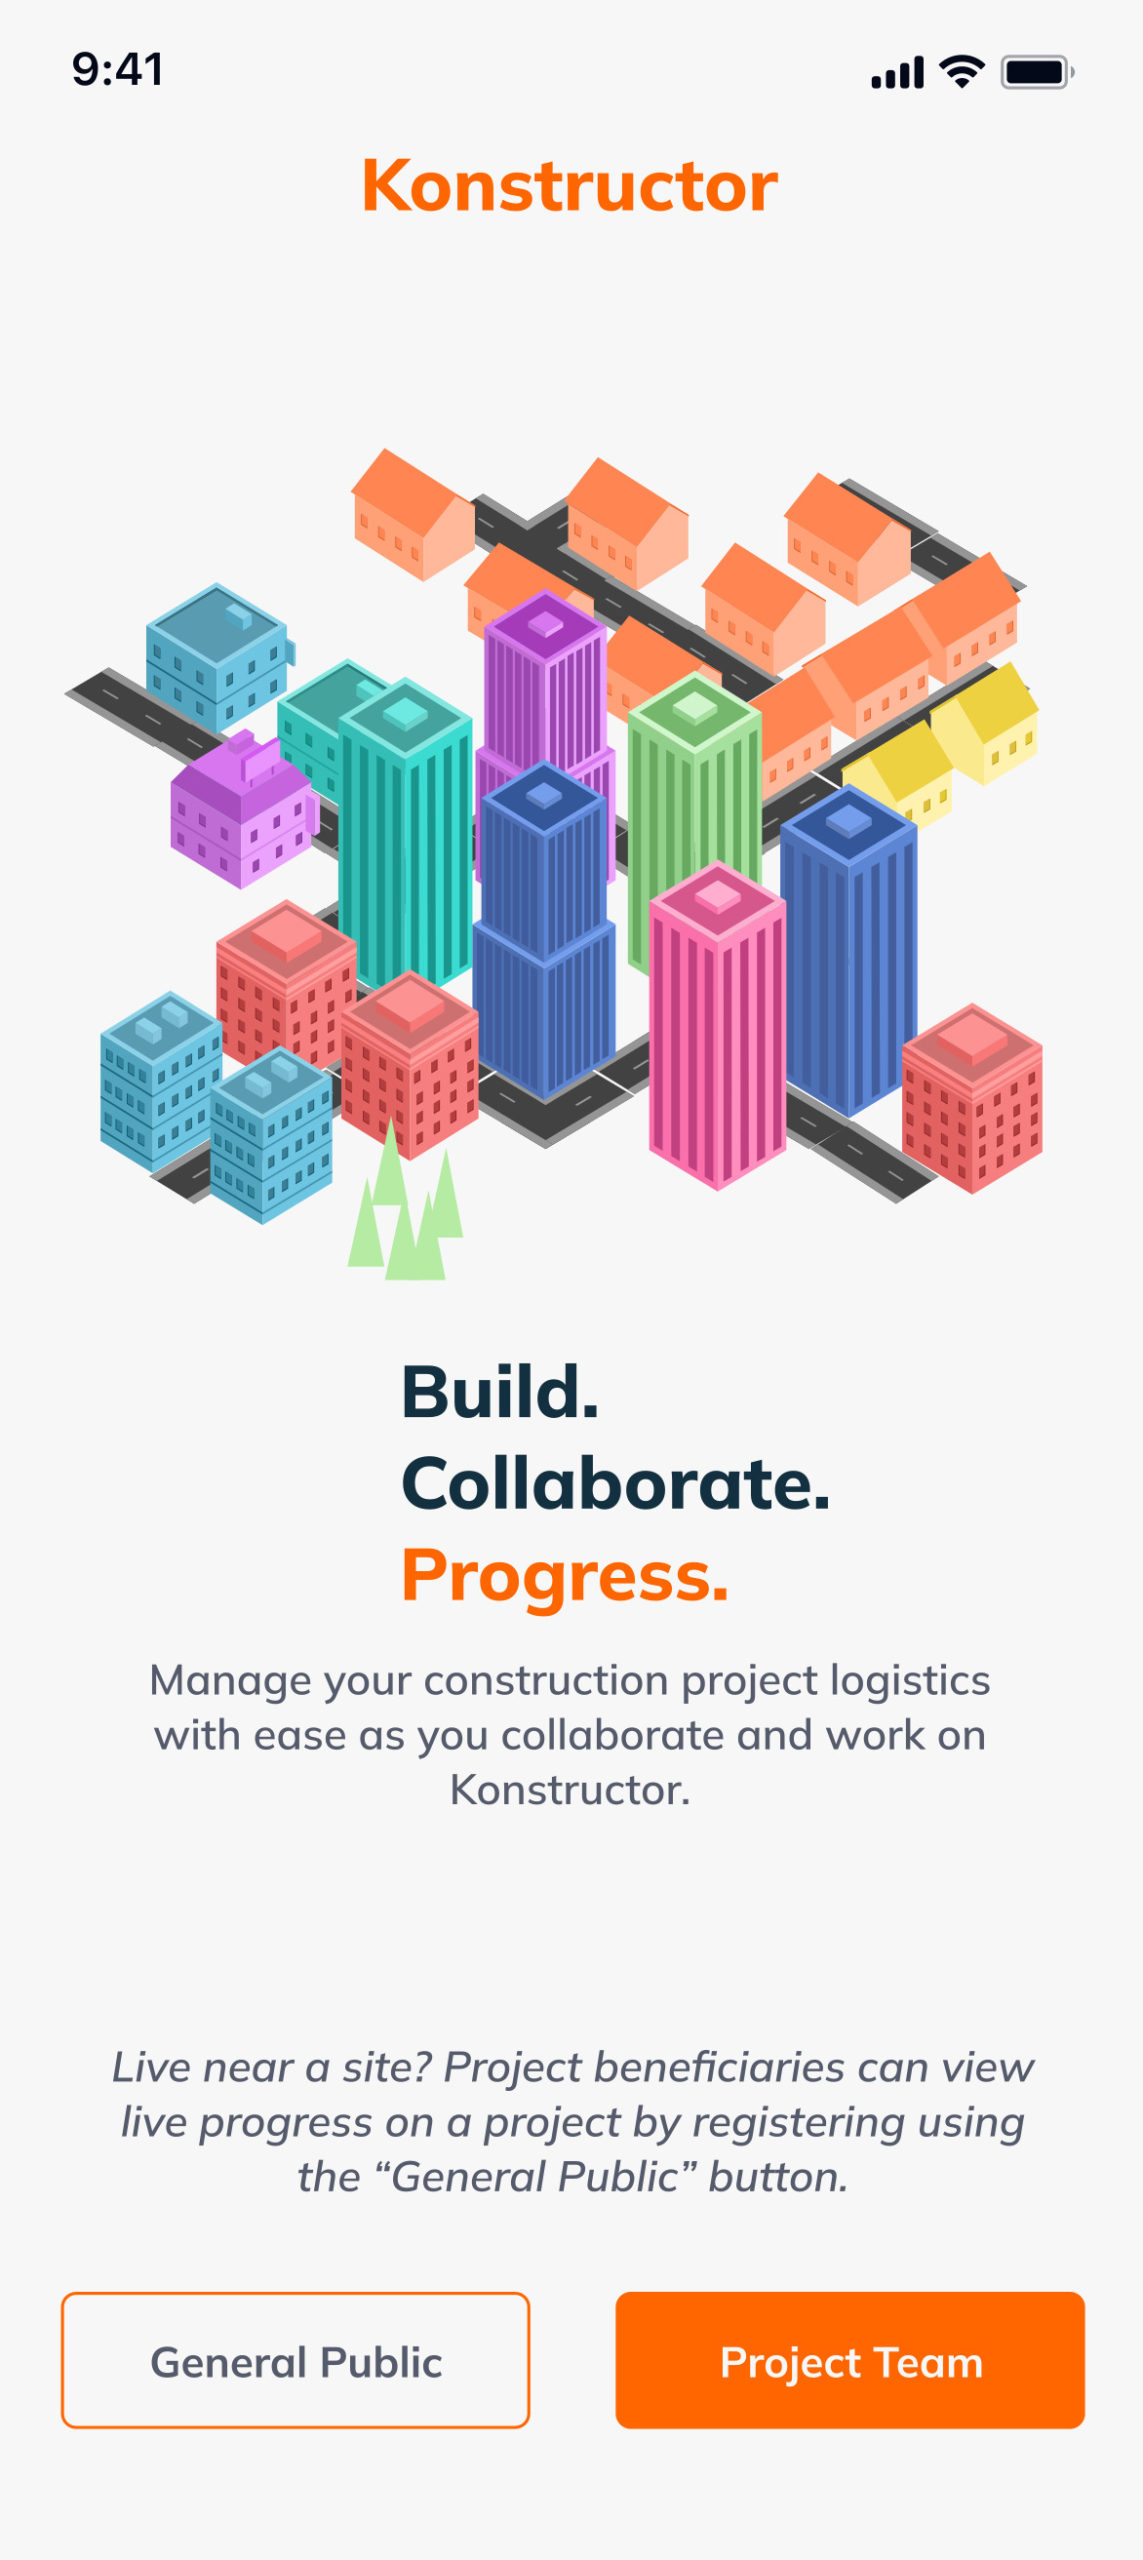 9:41
Konstructor
Build.
Collaborate.
Progress.
Manage your construction project logistics
with ease as you collaborate and work on
Konstructor.
Live near a site? Project beneficiaries can view
live progress on a project by registering using
the “General Public” button.
General Public
Project Team